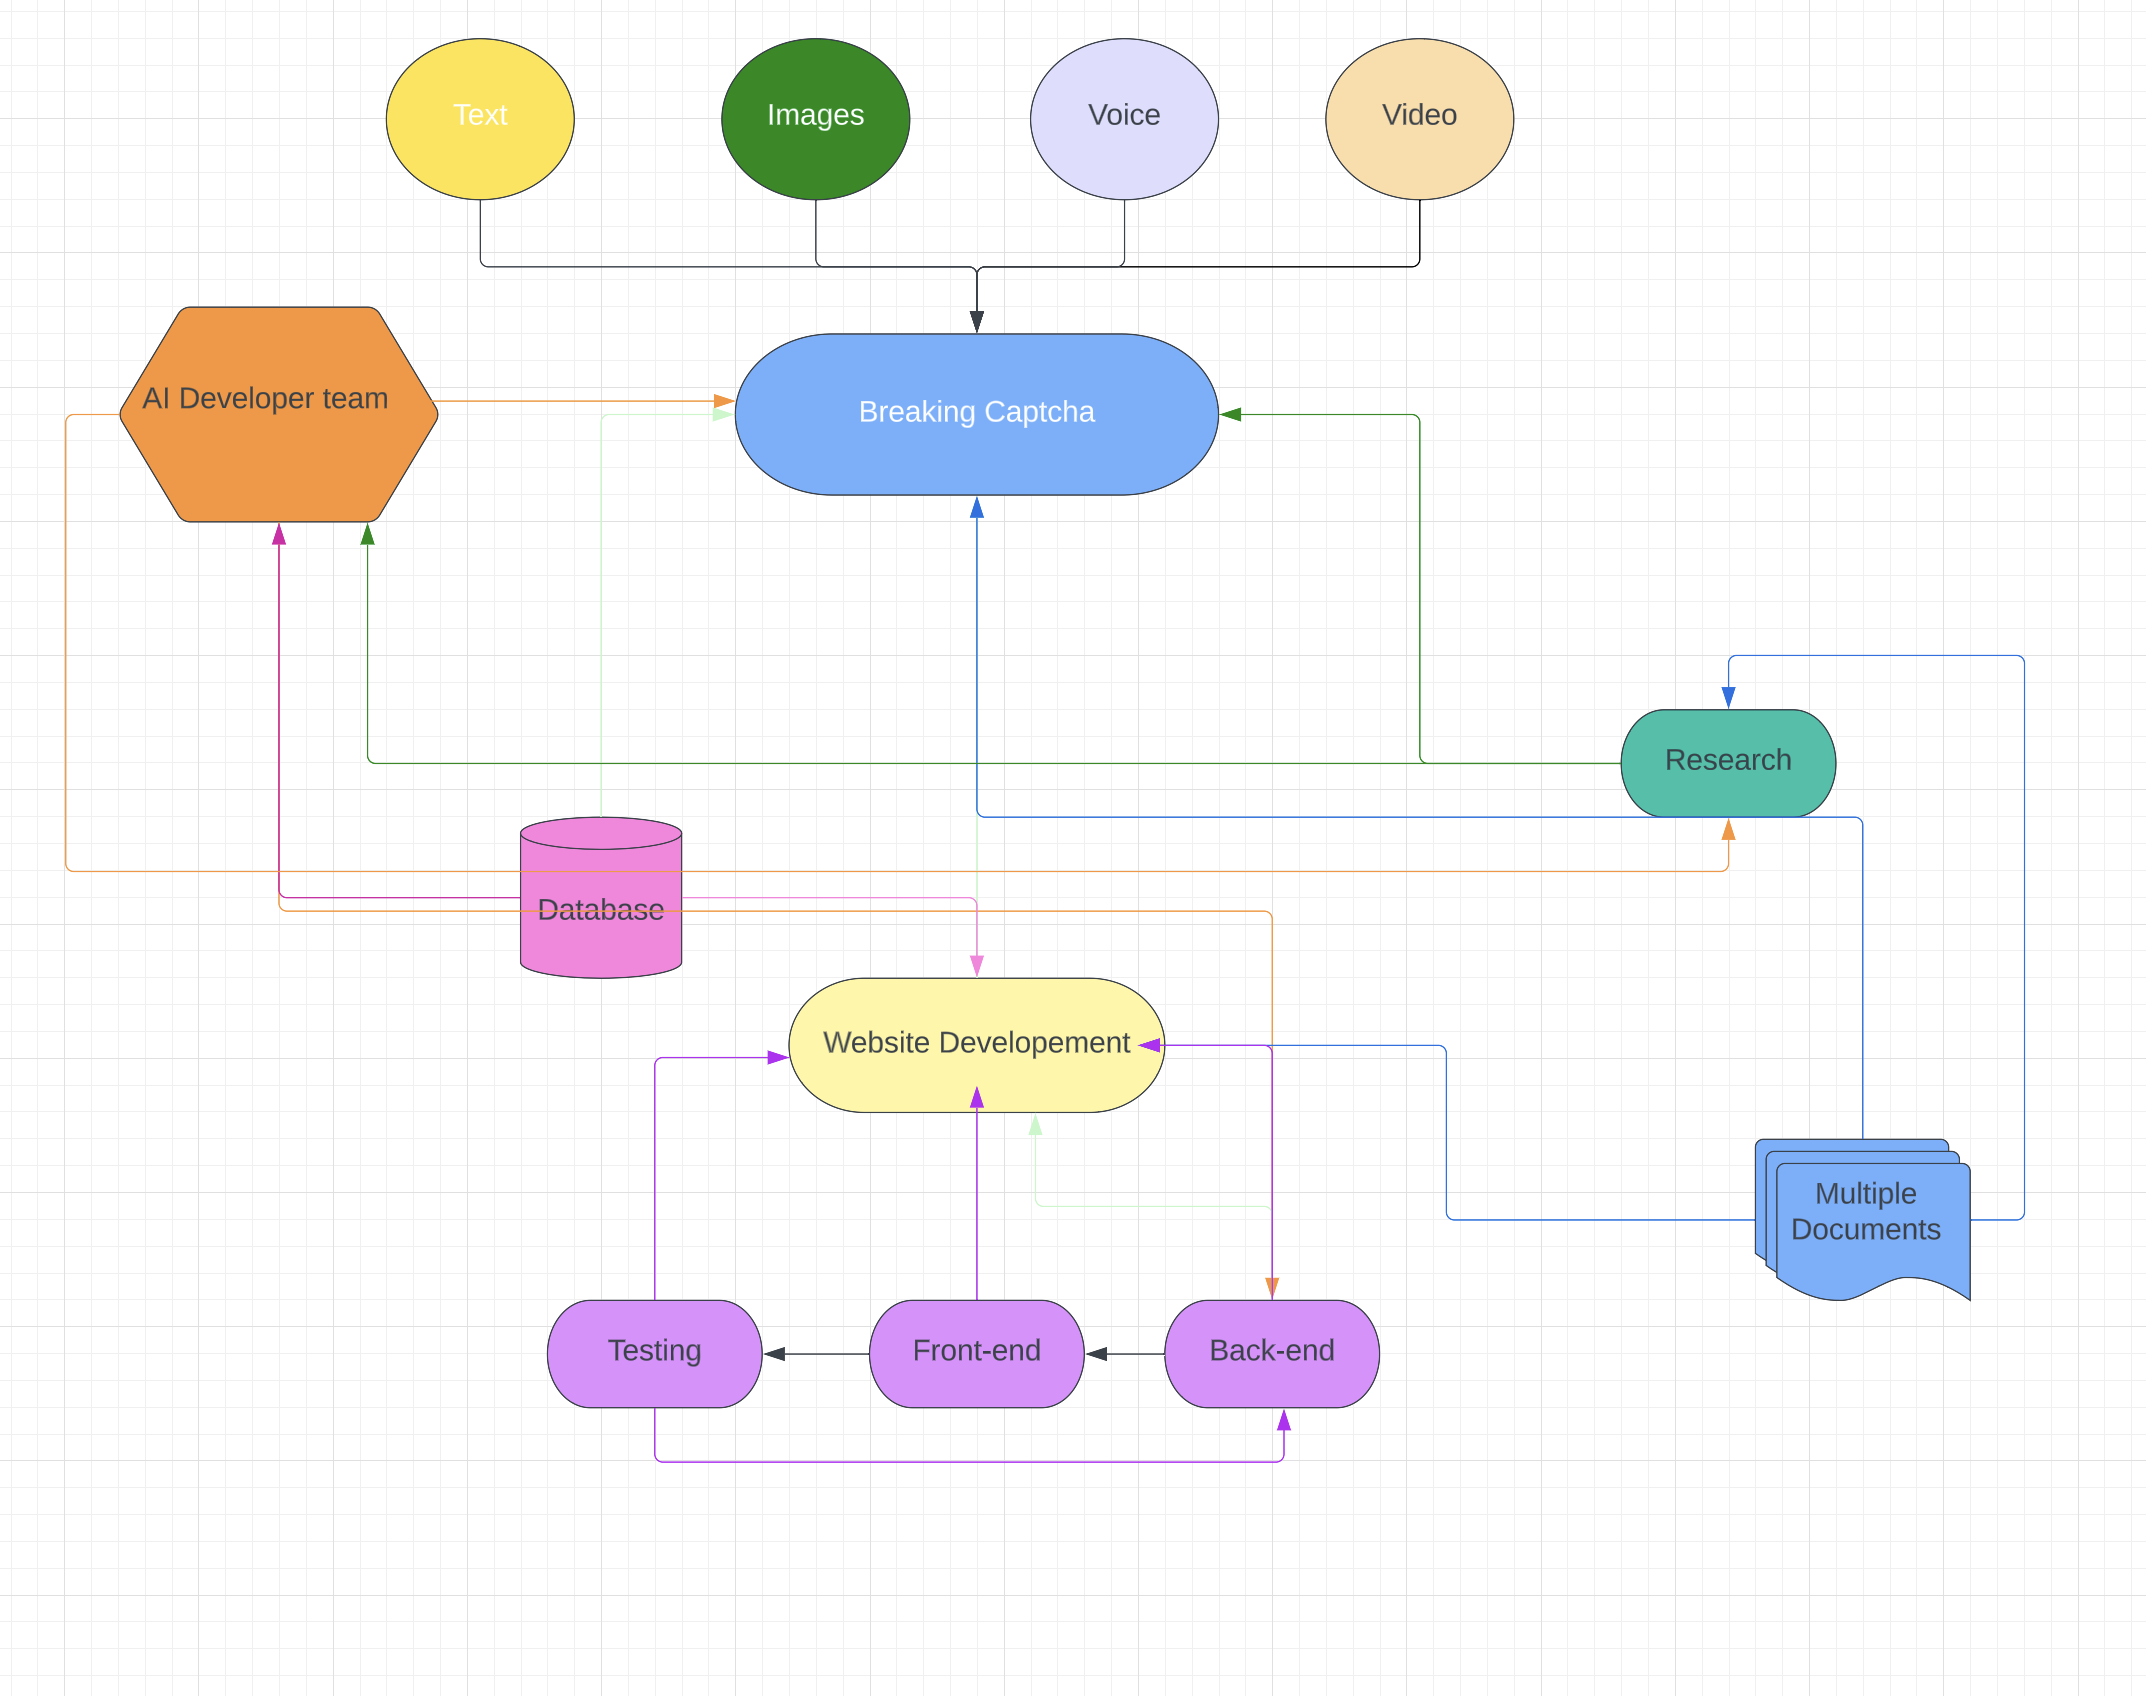 Text
Images
Voice
Video
AI Developer team
Breaking Captcha
Research
Database
Website Developement
Multiple
Documents
Testing
Front-end
Back-end